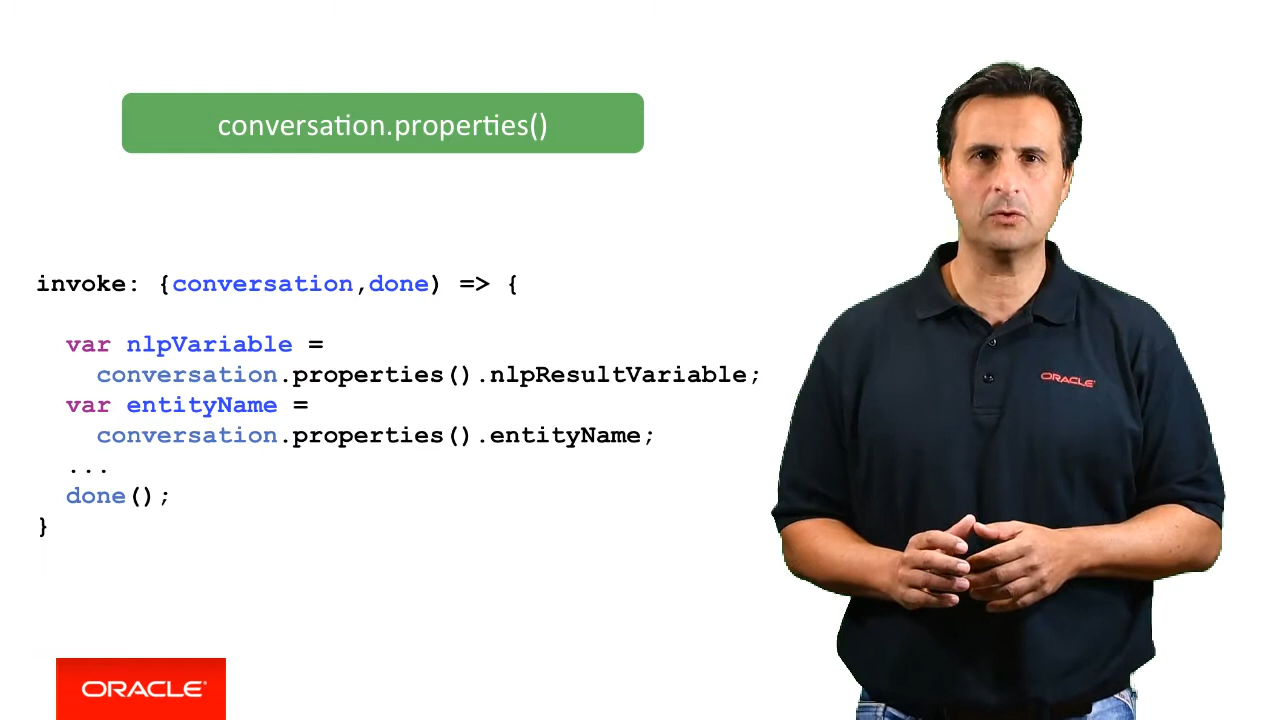 conversation.properties()
invoke: {conversation,done) => {
var nlpVariable =
conversation.properties().nlpResultVariable;
var entityName =
conversation.properties().entityName;
...
done();
}
ORACLE
ORACLE